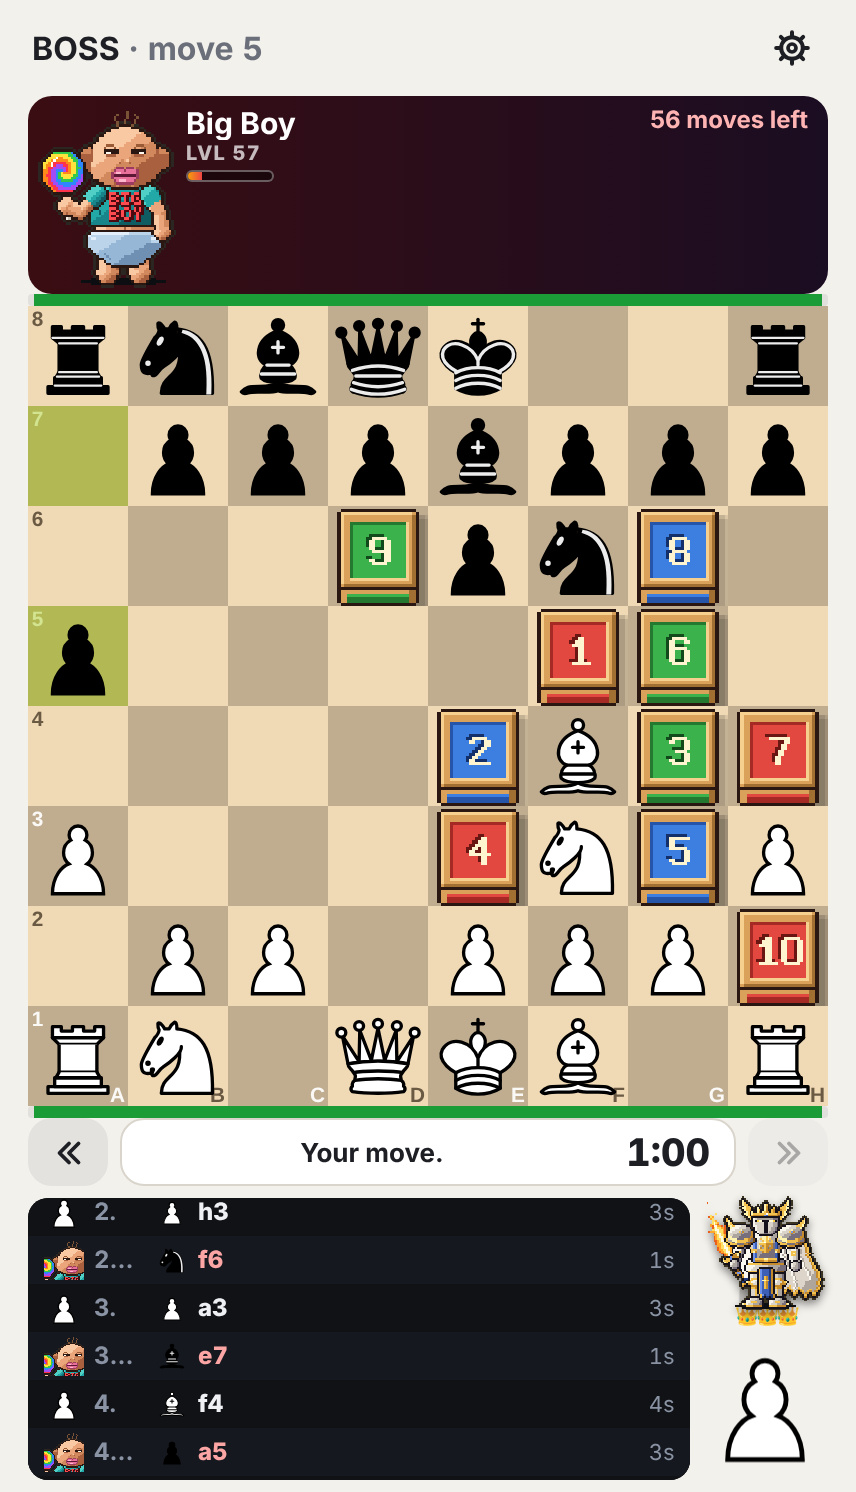 BOSS · move 5
Big Boy
56 moves left
LVL 57
BIG
BOY
8
7
6
9
8
5
1
6
4
2
3
7
3
4
5
2
10
1
A B C D E F G H
Your move.
1:00
2. h3 3s
2... f6 1s
3. a3 3s
3... e7 1s
4. f4 4s
4... a5 3s